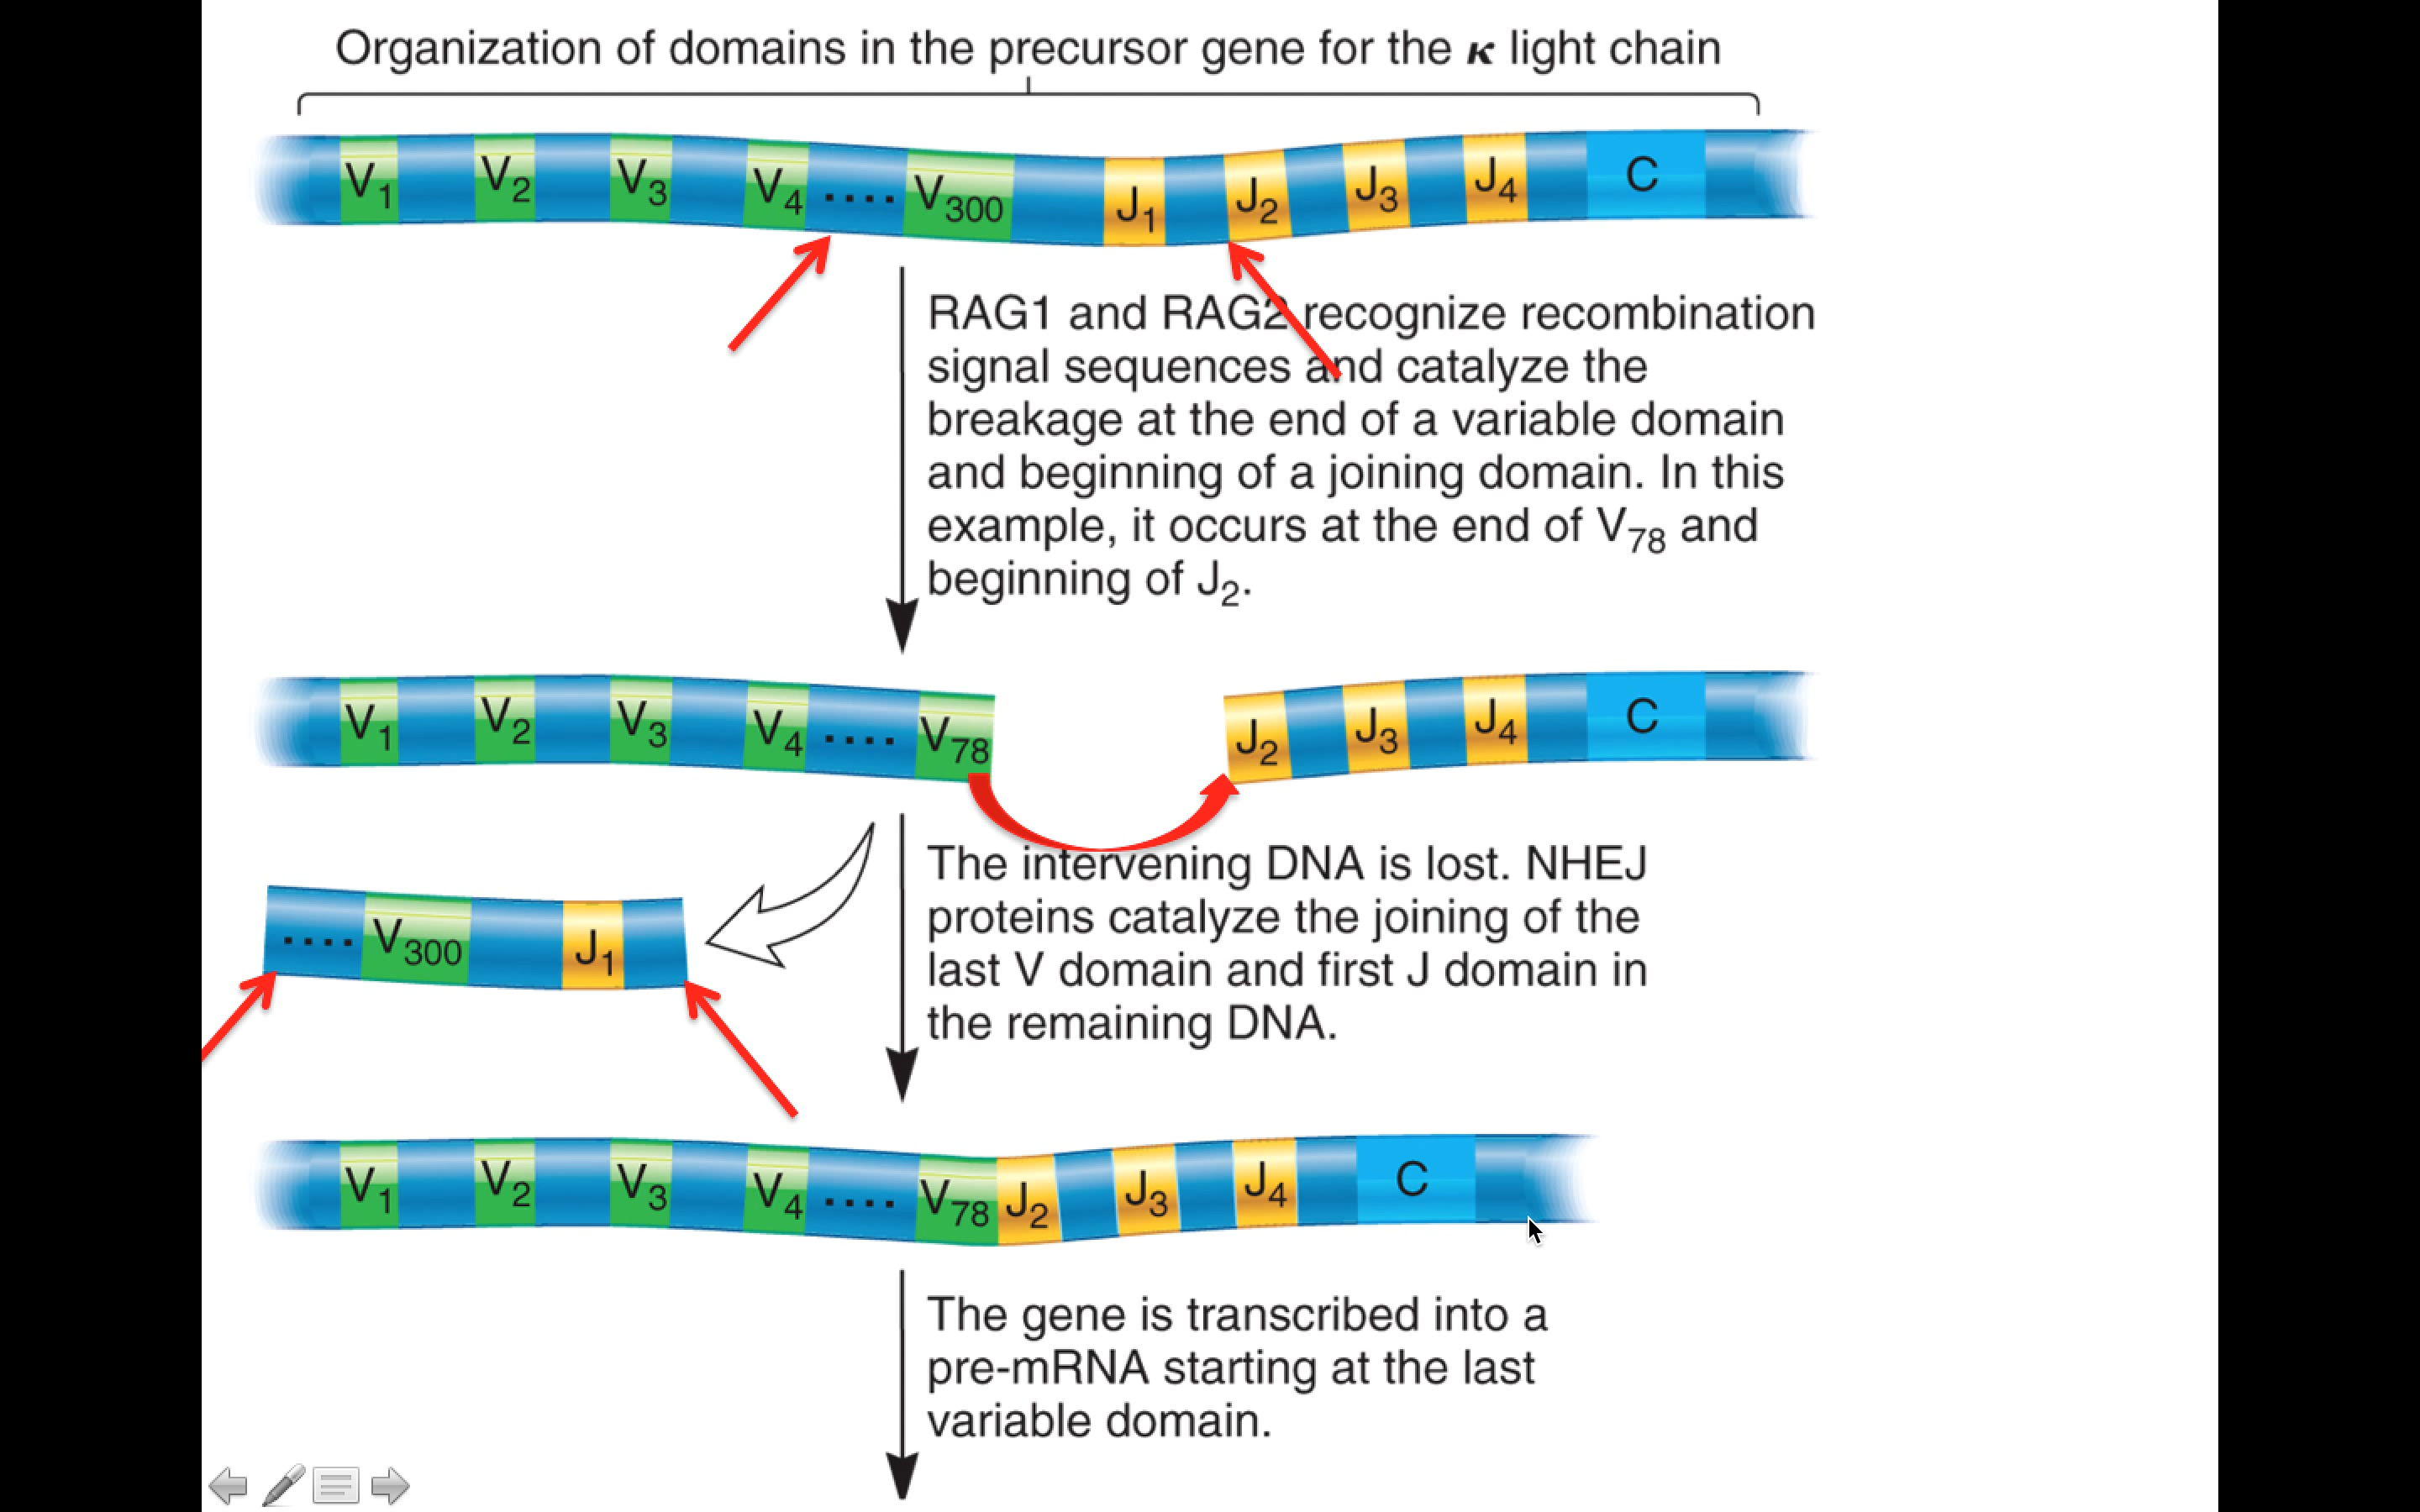 Organization of domains in the precursor gene for the κ light chain
V1 V2 V3 V4 .... V300 J1 J2 J3 J4 C
RAG1 and RAG2 recognize recombination
signal sequences and catalyze the
breakage at the end of a variable domain
and beginning of a joining domain. In this
example, it occurs at the end of V78 and
beginning of J2.
V1 V2 V3 V4 .... V78 J2 J3 J4 C
The intervening DNA is lost. NHEJ
proteins catalyze the joining of the
last V domain and first J domain in
the remaining DNA.
.... V300 J1
V1 V2 V3 V4 .... V78 J2 J3 J4 C
The gene is transcribed into a
pre-mRNA starting at the last
variable domain.